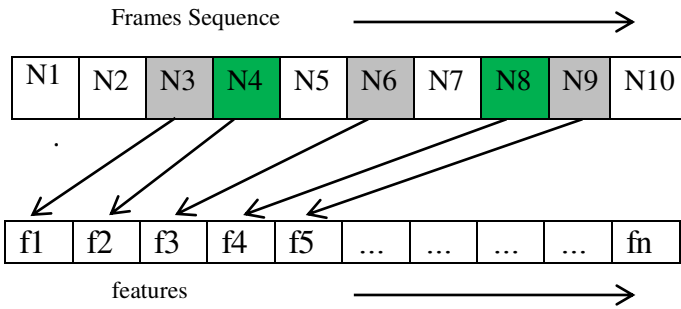 Frames Sequence
N1 N2 N3 N4 N5 N6 N7 N8 N9 N10
.
f1 f2 f3 f4 f5 ... ... ... ... fn
features